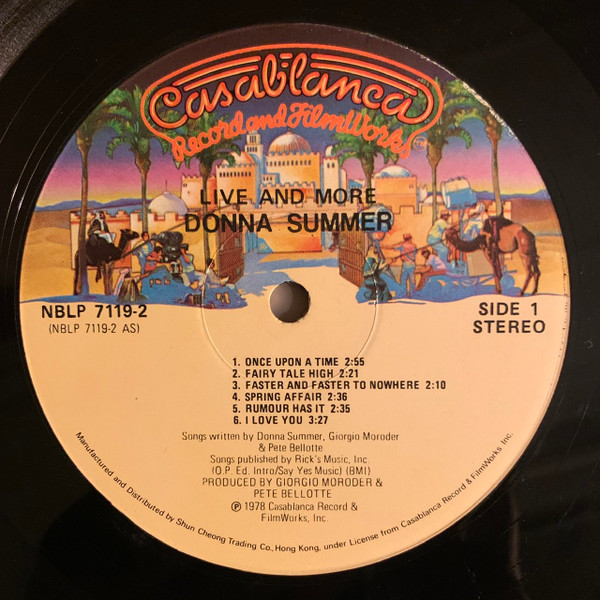 Casablanca
Record and FilmWorks
LIVE AND MORE
DONNA SUMMER
NBLP 7119-2
(NBLP 7119-2 AS)
SIDE 1
STEREO
1. ONCE UPON A TIME 2:55
2. FAIRY TALE HIGH 2:21
3. FASTER AND FASTER TO NOWHERE 2:10
4. SPRING AFFAIR 2:36
5. RUMOUR HAS IT 2:35
6. I LOVE YOU 3:27
Songs written by Donna Summer, Giorgio Moroder
& Pete Bellotte
Songs published by Rick's Music, Inc.
(O.P. Ed. Intro/Say Yes Music) (BMI)
PRODUCED BY GIORGIO MORODER &
PETE BELLOTTE
℗ 1978 Casablanca Record &
FilmWorks, Inc.
Manufactured and Distributed by Shun Cheong Trading Co., Hong Kong, under License from Casablanca Record & FilmWorks Inc.